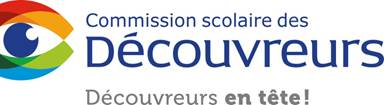 Commission scolaire des
Découvreurs
Découvreurs en tête!